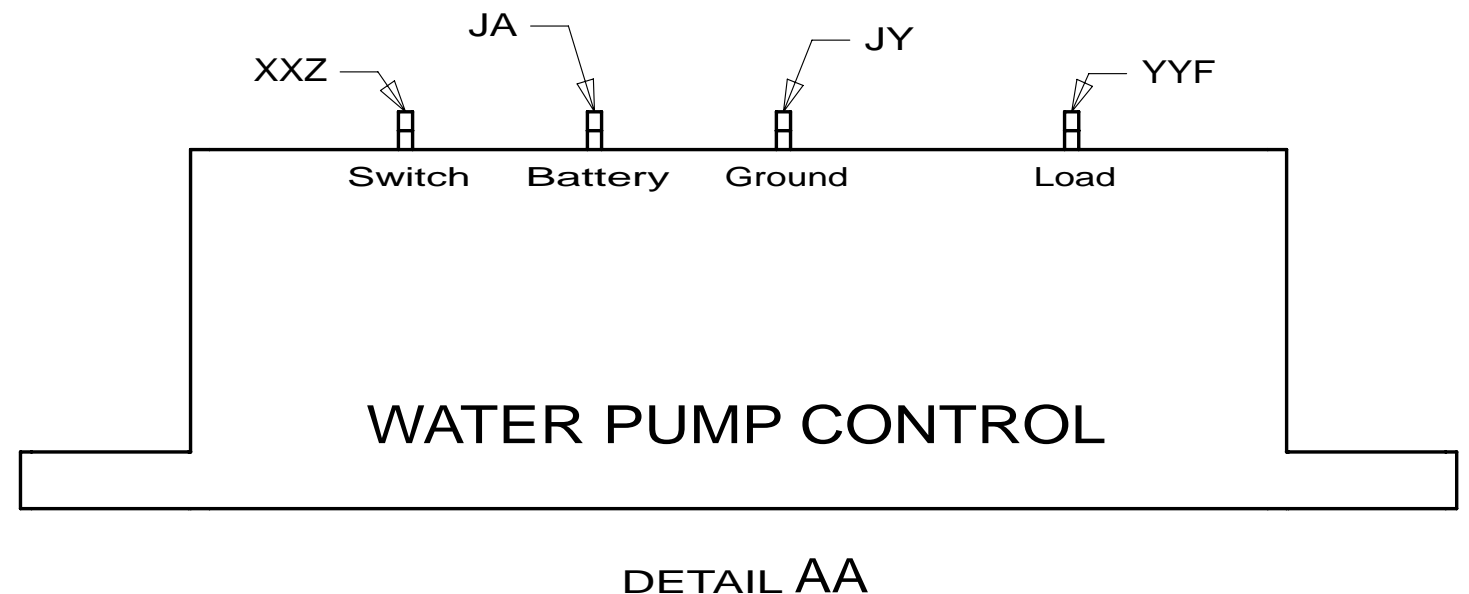 JA
JY
XXZ
YYF
Switch Battery Ground Load
WATER PUMP CONTROL
DETAIL AA